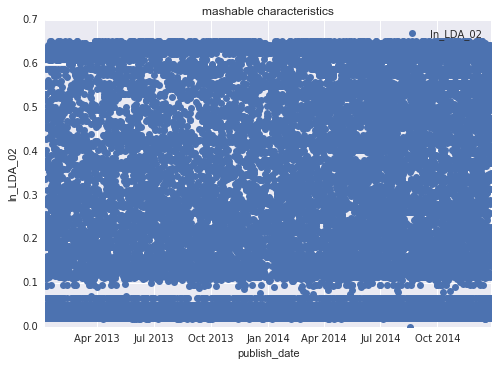 mashable characteristics
ln_LDA_02
0.7
0.6
0.5
0.4
0.3
0.2
0.1
0.0
ln_LDA_02
Apr 2013 Jul 2013 Oct 2013 Jan 2014 Apr 2014 Jul 2014 Oct 2014
publish_date